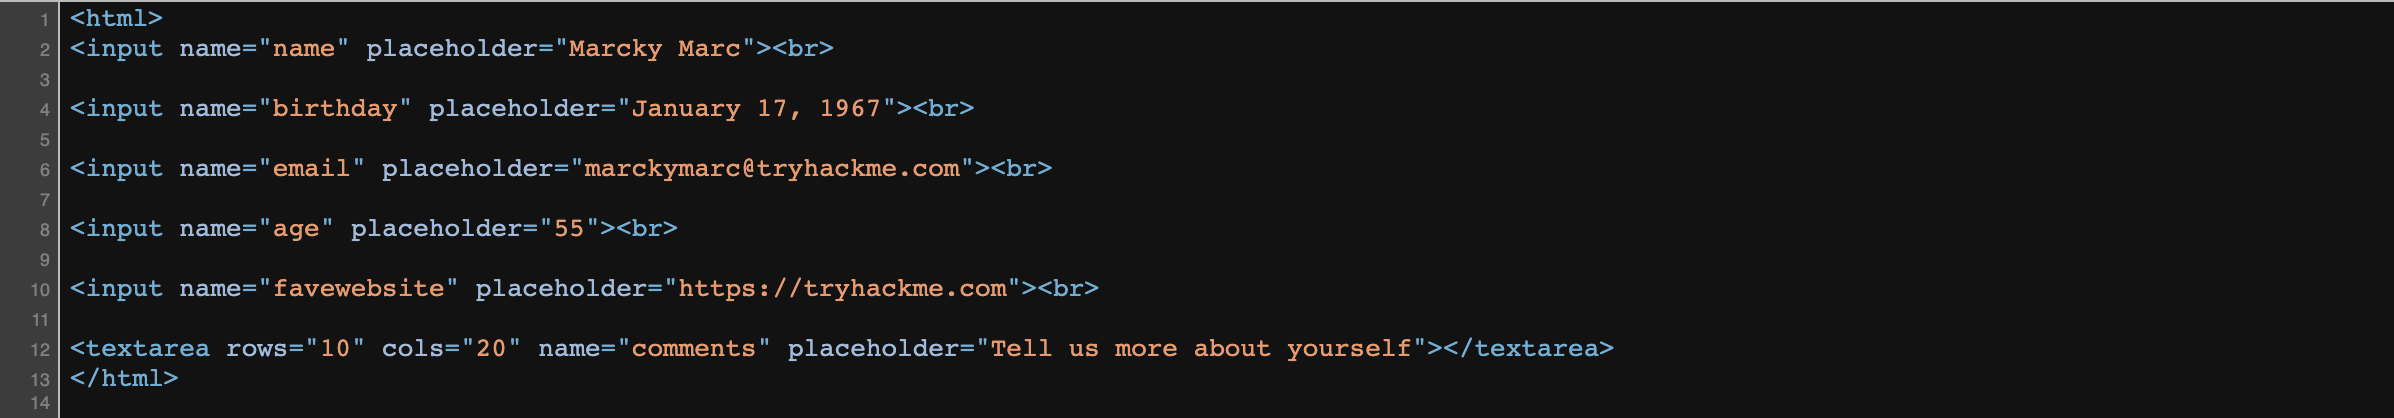 1 <html>
2 <input name="name" placeholder="Marcky Marc"><br>
3
4 <input name="birthday" placeholder="January 17, 1967"><br>
5
6 <input name="email" placeholder="marckymarc@tryhackme.com"><br>
7
8 <input name="age" placeholder="55"><br>
9
10 <input name="favewebsite" placeholder="https://tryhackme.com"><br>
11
12 <textarea rows="10" cols="20" name="comments" placeholder="Tell us more about yourself"></textarea>
13 </html>
14